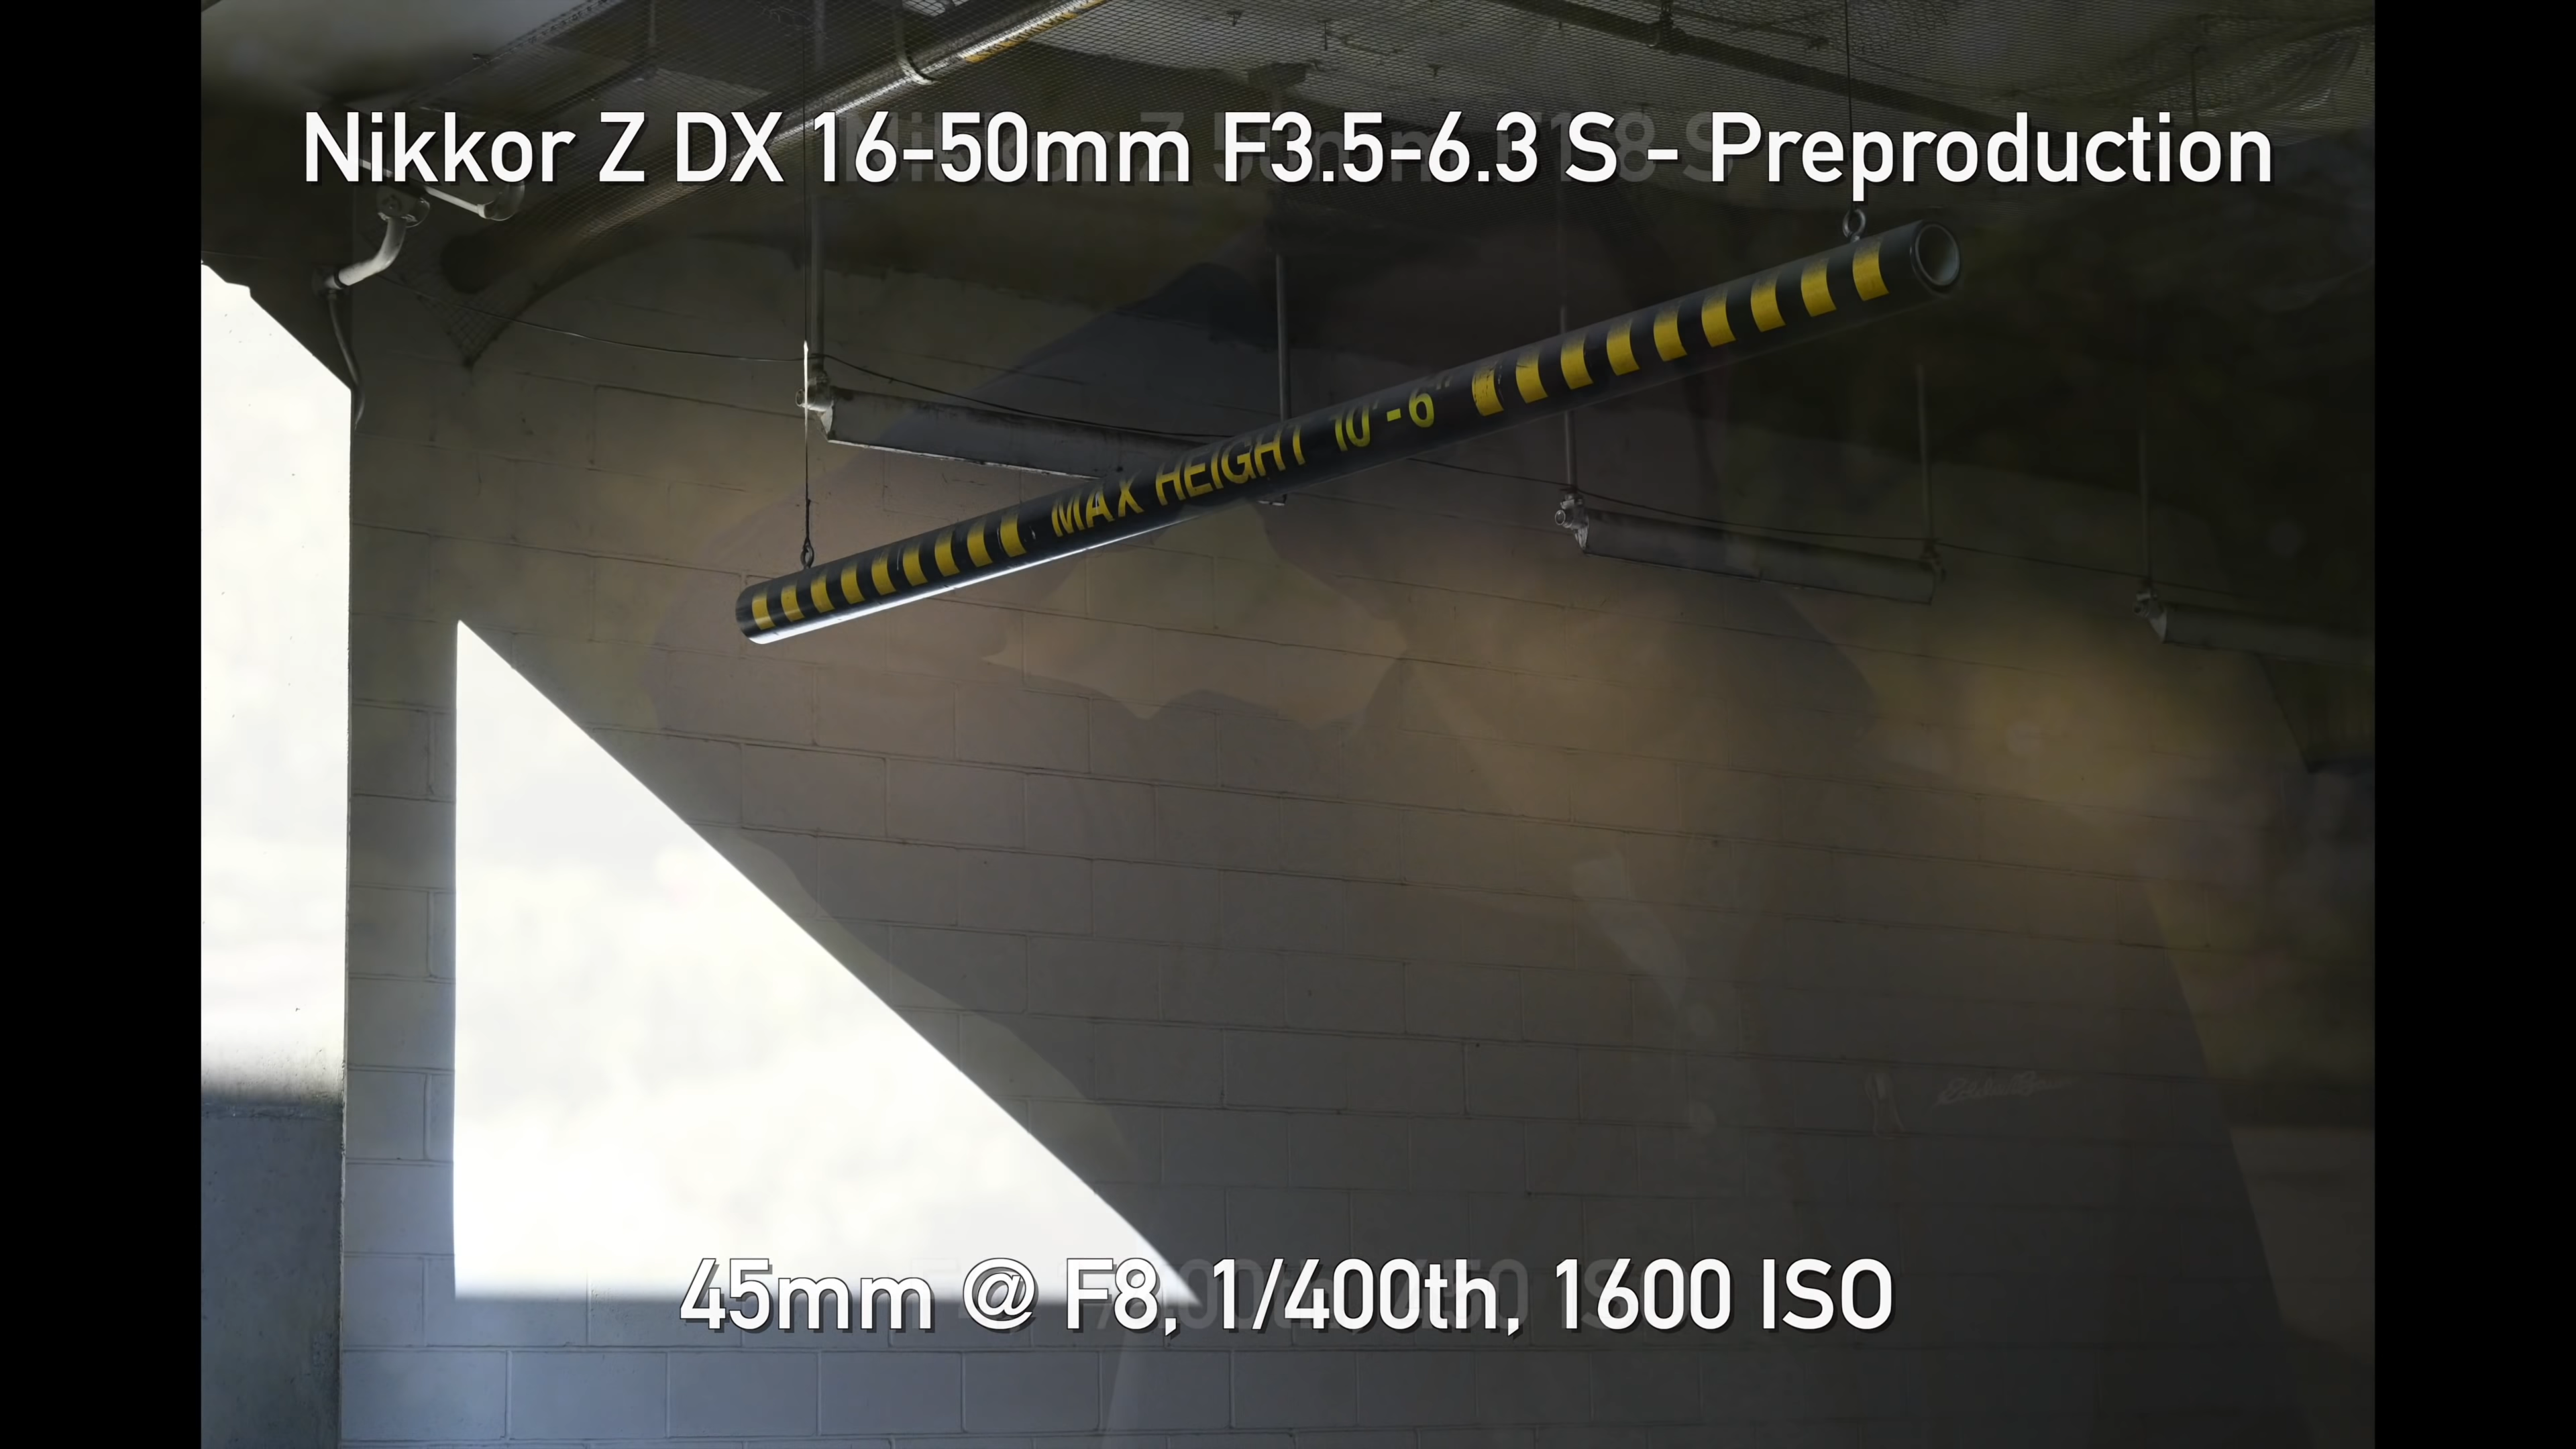 Nikkor Z DX 16-50mm F3.5-6.3 S - Preproduction
MAX HEIGHT 10'-6"
45mm @ F8, 1/400th, 1600 ISO